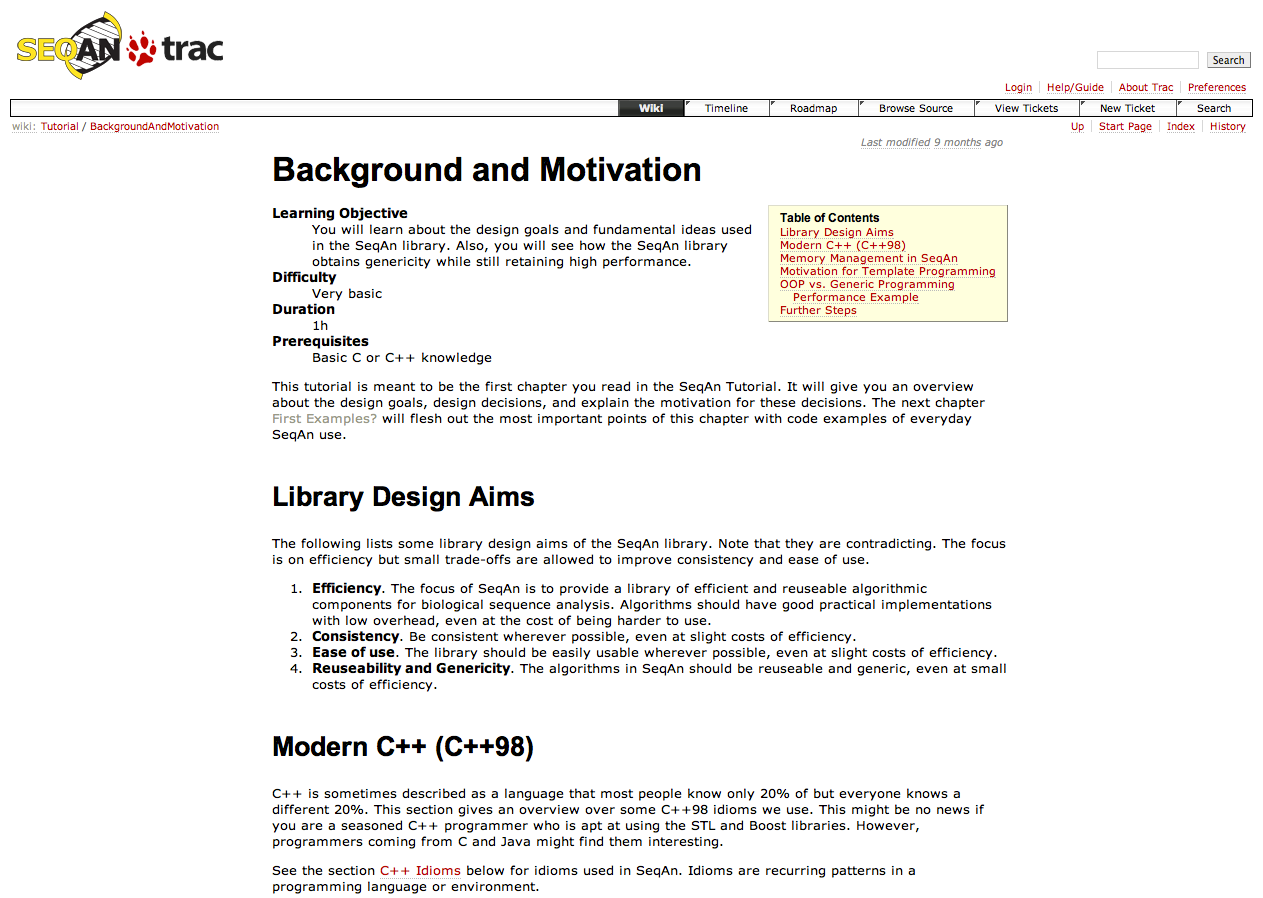 SEQAN trac
Search
Login Help/Guide About Trac Preferences
Wiki Timeline Roadmap Browse Source View Tickets New Ticket Search
wiki: Tutorial / BackgroundAndMotivation
Up Start Page Index History
Last modified 9 months ago
Background and Motivation
Learning Objective
You will learn about the design goals and fundamental ideas used
in the SeqAn library. Also, you will see how the SeqAn library
obtains genericity while still retaining high performance.
Difficulty
Very basic
Duration
1h
Prerequisites
Basic C or C++ knowledge
Table of Contents
Library Design Aims
Modern C++ (C++98)
Memory Management in SeqAn
Motivation for Template Programming
OOP vs. Generic Programming
Performance Example
Further Steps
This tutorial is meant to be the first chapter you read in the SeqAn Tutorial. It will give you an overview
about the design goals, design decisions, and explain the motivation for these decisions. The next chapter
First Examples? will flesh out the most important points of this chapter with code examples of everyday
SeqAn use.
Library Design Aims
The following lists some library design aims of the SeqAn library. Note that they are contradicting. The focus
is on efficiency but small trade-offs are allowed to improve consistency and ease of use.
1. Efficiency. The focus of SeqAn is to provide a library of efficient and reuseable algorithmic
components for biological sequence analysis. Algorithms should have good practical implementations
with low overhead, even at the cost of being harder to use.
2. Consistency. Be consistent wherever possible, even at slight costs of efficiency.
3. Ease of use. The library should be easily usable wherever possible, even at slight costs of efficiency.
4. Reuseability and Genericity. The algorithms in SeqAn should be reuseable and generic, even at small
costs of efficiency.
Modern C++ (C++98)
C++ is sometimes described as a language that most people know only 20% of but everyone knows a
different 20%. This section gives an overview over some C++98 idioms we use. This might be no news if
you are a seasoned C++ programmer who is apt at using the STL and Boost libraries. However,
programmers coming from C and Java might find them interesting.
See the section C++ Idioms below for idioms used in SeqAn. Idioms are recurring patterns in a
programming language or environment.